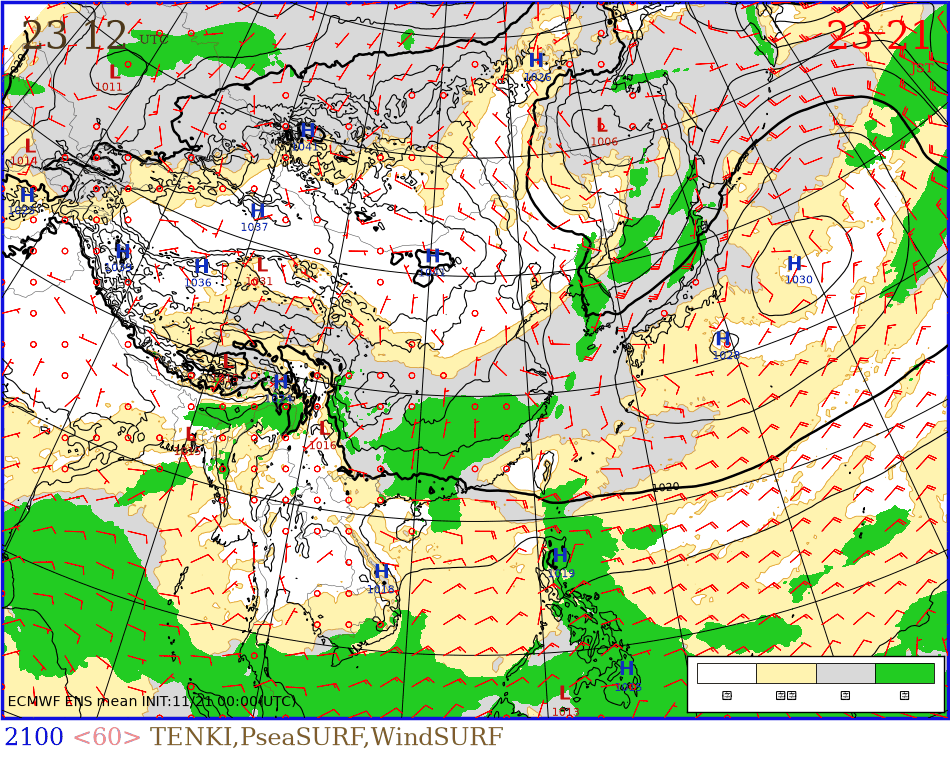 23 12 UTC
23 21 JST
H 1026
L 1011
L 1006
L 1014
H
H 1037
H
H 1036
L 1031
H
H 1030
H 1028
L
H
L 1016
L
1020
H 1019
H 1018
H
L 1013
ECMWF ENS mean INIT:11/21 00:00(UTC)
2100 <60> TENKI,PseaSURF,WindSURF